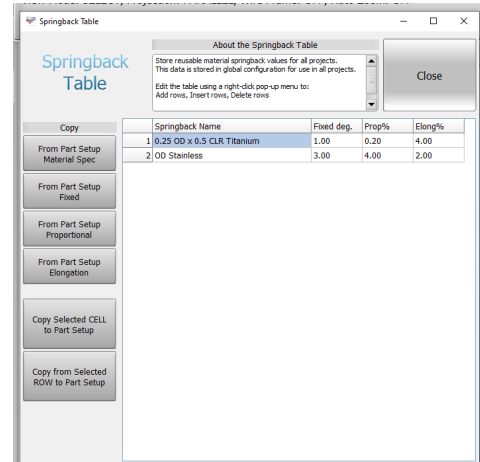 Springback Table
Springback
Table
About the Springback Table
Store reusable material springback values for all projects.
This data is stored in global configuration for use in all projects.
Edit the table using a right-click pop-up menu to:
Add rows, Insert rows, Delete rows
Close
Copy
From Part Setup
Material Spec
From Part Setup
Fixed
From Part Setup
Proportional
From Part Setup
Elongation
Copy Selected CELL
to Part Setup
Copy from Selected
ROW to Part Setup
Springback Name Fixed deg. Prop% Elong%
1 0.25 OD x 0.5 CLR Titanium 1.00 0.20 4.00
2 OD Stainless 3.00 4.00 2.00